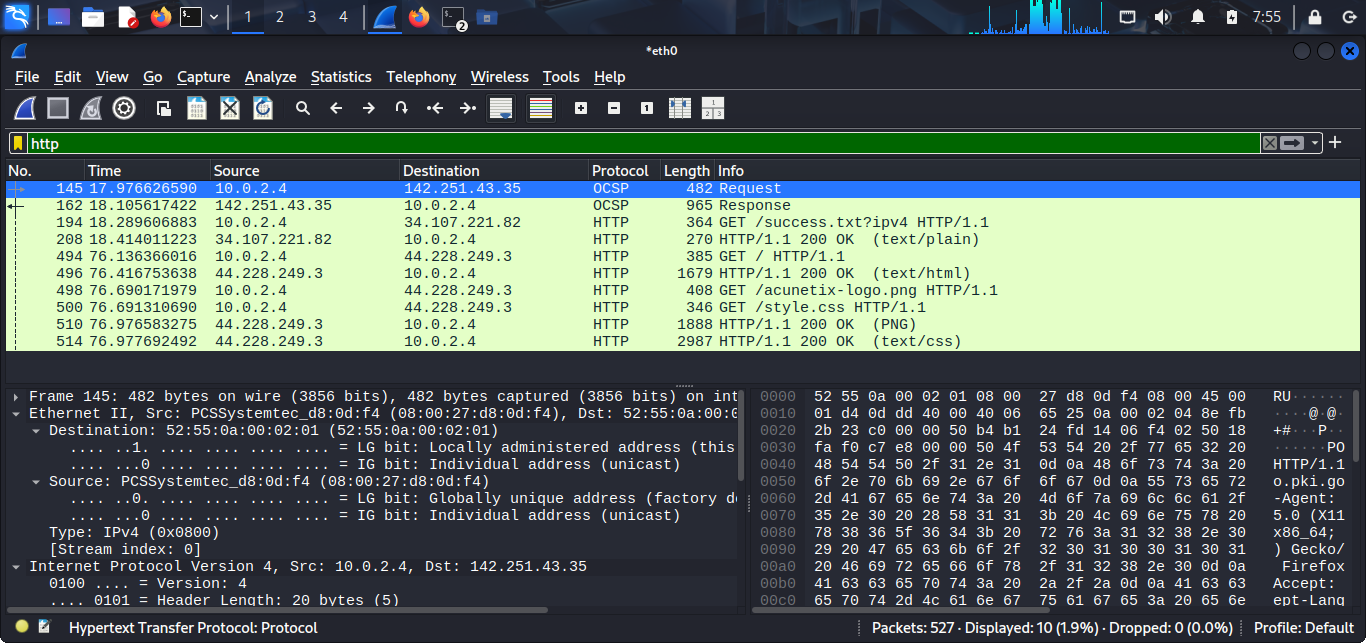 1 2 3 4 2 7:55
*eth0
File Edit View Go Capture Analyze Statistics Telephony Wireless Tools Help
http
No. Time Source Destination Protocol Length Info
145 17.976626590 10.0.2.4 142.251.43.35 OCSP 482 Request
162 18.105617422 142.251.43.35 10.0.2.4 OCSP 965 Response
194 18.289606883 10.0.2.4 34.107.221.82 HTTP 364 GET /success.txt?ipv4 HTTP/1.1
208 18.414011223 34.107.221.82 10.0.2.4 HTTP 270 HTTP/1.1 200 OK (text/plain)
494 76.136366016 10.0.2.4 44.228.249.3 HTTP 385 GET / HTTP/1.1
496 76.416753638 44.228.249.3 10.0.2.4 HTTP 1679 HTTP/1.1 200 OK (text/html)
498 76.690171979 10.0.2.4 44.228.249.3 HTTP 408 GET /acunetix-logo.png HTTP/1.1
500 76.691310690 10.0.2.4 44.228.249.3 HTTP 346 GET /style.css HTTP/1.1
510 76.976583275 44.228.249.3 10.0.2.4 HTTP 1888 HTTP/1.1 200 OK (PNG)
514 76.977692492 44.228.249.3 10.0.2.4 HTTP 2987 HTTP/1.1 200 OK (text/css)
Frame 145: 482 bytes on wire (3856 bits), 482 bytes captured (3856 bits) on int
Ethernet II, Src: PCSSystemtec_d8:0d:f4 (08:00:27:d8:0d:f4), Dst: 52:55:0a:00:0
Destination: 52:55:0a:00:02:01 (52:55:0a:00:02:01)
.... ..1. .... .... .... .... = LG bit: Locally administered address (this
.... ...0 .... .... .... .... = IG bit: Individual address (unicast)
Source: PCSSystemtec_d8:0d:f4 (08:00:27:d8:0d:f4)
.... ..0. .... .... .... .... = LG bit: Globally unique address (factory de
.... ...0 .... .... .... .... = IG bit: Individual address (unicast)
Type: IPv4 (0x0800)
[Stream index: 0]
Internet Protocol Version 4, Src: 10.0.2.4, Dst: 142.251.43.35
0100 .... = Version: 4
.... 0101 = Header Length: 20 bytes (5)
0000 52 55 0a 00 02 01 08 00 27 d8 0d f4 08 00 45 00 RU······
0010 01 d4 0d dd 40 00 40 06 65 25 0a 00 02 04 8e fb ····@·@·
0020 2b 23 c0 00 00 50 b4 b1 24 fd 14 06 f4 02 50 18 +#···P··
0030 fa f0 c7 e8 00 00 50 4f 53 54 20 2f 77 65 32 20 ······PO
0040 48 54 54 50 2f 31 2e 31 0d 0a 48 6f 73 74 3a 20 HTTP/1.1
0050 6f 2e 70 6b 69 2e 67 6f 6f 67 0d 0a 55 73 65 72 o.pki.go
0060 2d 41 67 65 6e 74 3a 20 4d 6f 7a 69 6c 6c 61 2f -Agent:
0070 35 2e 30 20 28 58 31 31 3b 20 4c 69 6e 75 78 20 5.0 (X11
0080 78 38 36 5f 36 34 3b 20 72 76 3a 31 32 38 2e 30 x86_64;
0090 29 20 47 65 63 6b 6f 2f 32 30 31 30 30 31 30 31 ) Gecko/
00a0 20 46 69 72 65 66 6f 78 2f 31 32 38 2e 30 0d 0a Firefox
00b0 41 63 63 65 70 74 3a 20 2a 2f 2a 0d 0a 41 63 63 Accept:
00c0 65 70 74 2d 4c 61 6e 67 75 61 67 65 3a 20 65 6e ept-Lang
Hypertext Transfer Protocol: Protocol Packets: 527 · Displayed: 10 (1.9%) · Dropped: 0 (0.0%) Profile: Default